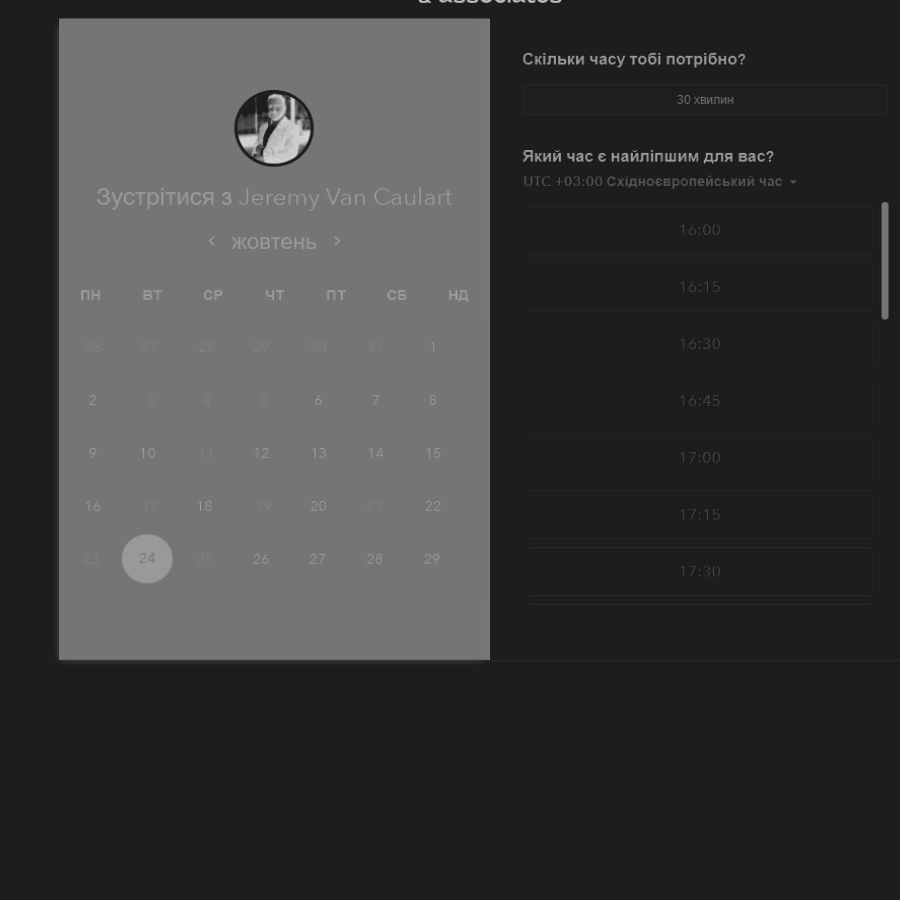 & associates
Зустрітися з Jeremy Van Caulart
жовтень
ПН ВТ СР ЧТ ПТ СБ НД
26 27 28 29 30 31 1
2 3 4 5 6 7 8
9 10 11 12 13 14 15
16 17 18 19 20 21 22
23 24 25 26 27 28 29
Скільки часу тобі потрібно?
30 хвилин
Який час є найліпшим для вас?
UTC +03:00 Східноєвропейський час
16:00
16:15
16:30
16:45
17:00
17:15
17:30